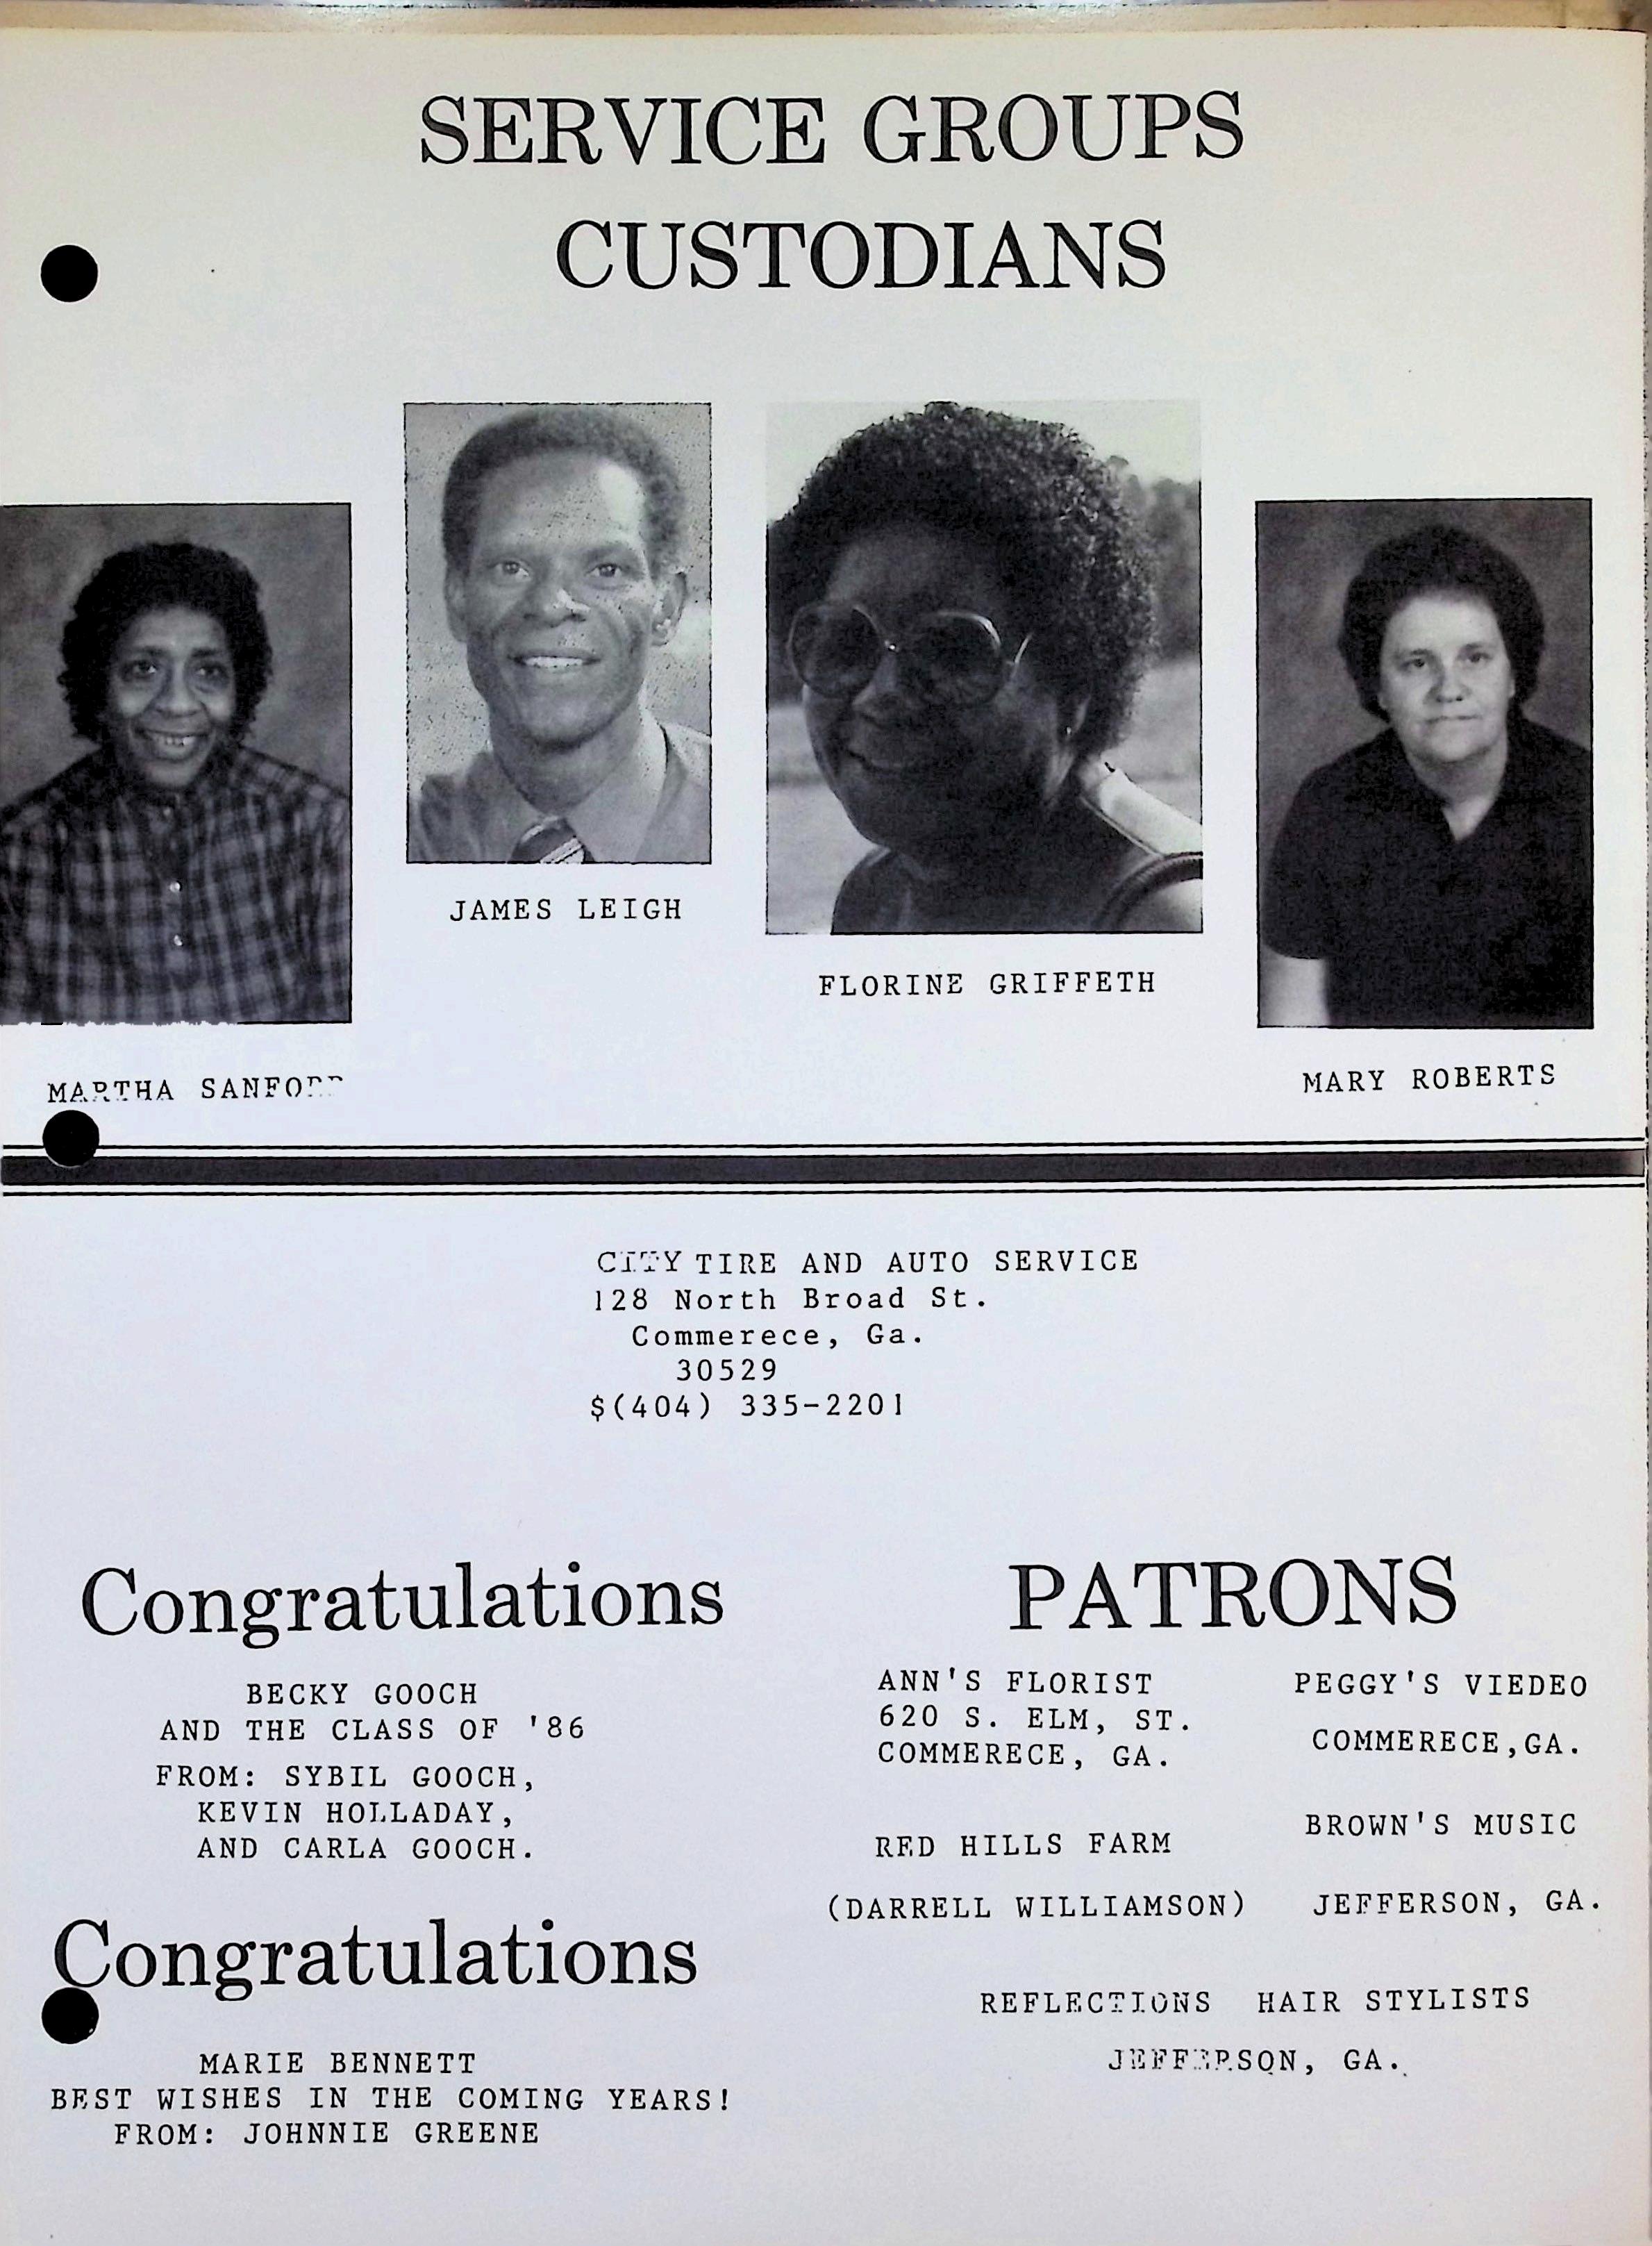 SERVICE GROUPS
CUSTODIANS
JAMES LEIGH
FLORINE GRIFFETH
MARTHA SANFORD
MARY ROBERTS
CITY TIRE AND AUTO SERVICE
128 North Broad St.
Commerece, Ga.
30529
$(404) 335-2201
Congratulations
BECKY GOOCH
AND THE CLASS OF '86
FROM: SYBIL GOOCH,
KEVIN HOLLADAY,
AND CARLA GOOCH.
Congratulations
MARIE BENNETT
BEST WISHES IN THE COMING YEARS!
FROM: JOHNNIE GREENE
PATRONS
ANN'S FLORIST
620 S. ELM, ST.
COMMERECE, GA.
RED HILLS FARM
(DARRELL WILLIAMSON)
PEGGY'S VIEDEO
COMMERECE,GA.
BROWN'S MUSIC
JEFFERSON, GA.
REFLECTIONS HAIR STYLISTS
JEFFERSON, GA.